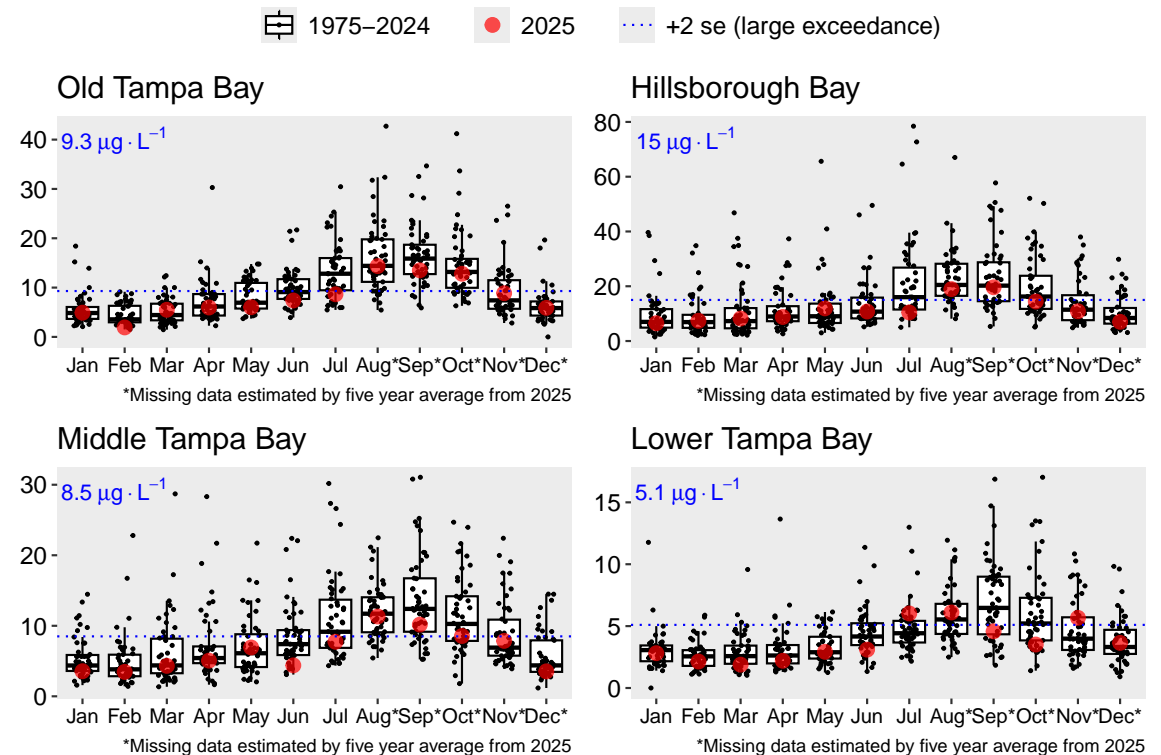 1975−2024 2025 +2 se (large exceedance)
Old Tampa Bay
9.3 μg · L−1
40
30
20
10
0
Jan Feb Mar Apr May Jun Jul Aug* Sep* Oct* Nov* Dec*
*Missing data estimated by five year average from 2025
Hillsborough Bay
15 μg · L−1
80
60
40
20
0
Jan Feb Mar Apr May Jun Jul Aug* Sep* Oct* Nov* Dec*
*Missing data estimated by five year average from 2025
Middle Tampa Bay
8.5 μg · L−1
30
20
10
0
Jan Feb Mar Apr May Jun Jul Aug* Sep* Oct* Nov* Dec*
*Missing data estimated by five year average from 2025
Lower Tampa Bay
5.1 μg · L−1
15
10
5
0
Jan Feb Mar Apr May Jun Jul Aug* Sep* Oct* Nov* Dec*
*Missing data estimated by five year average from 2025